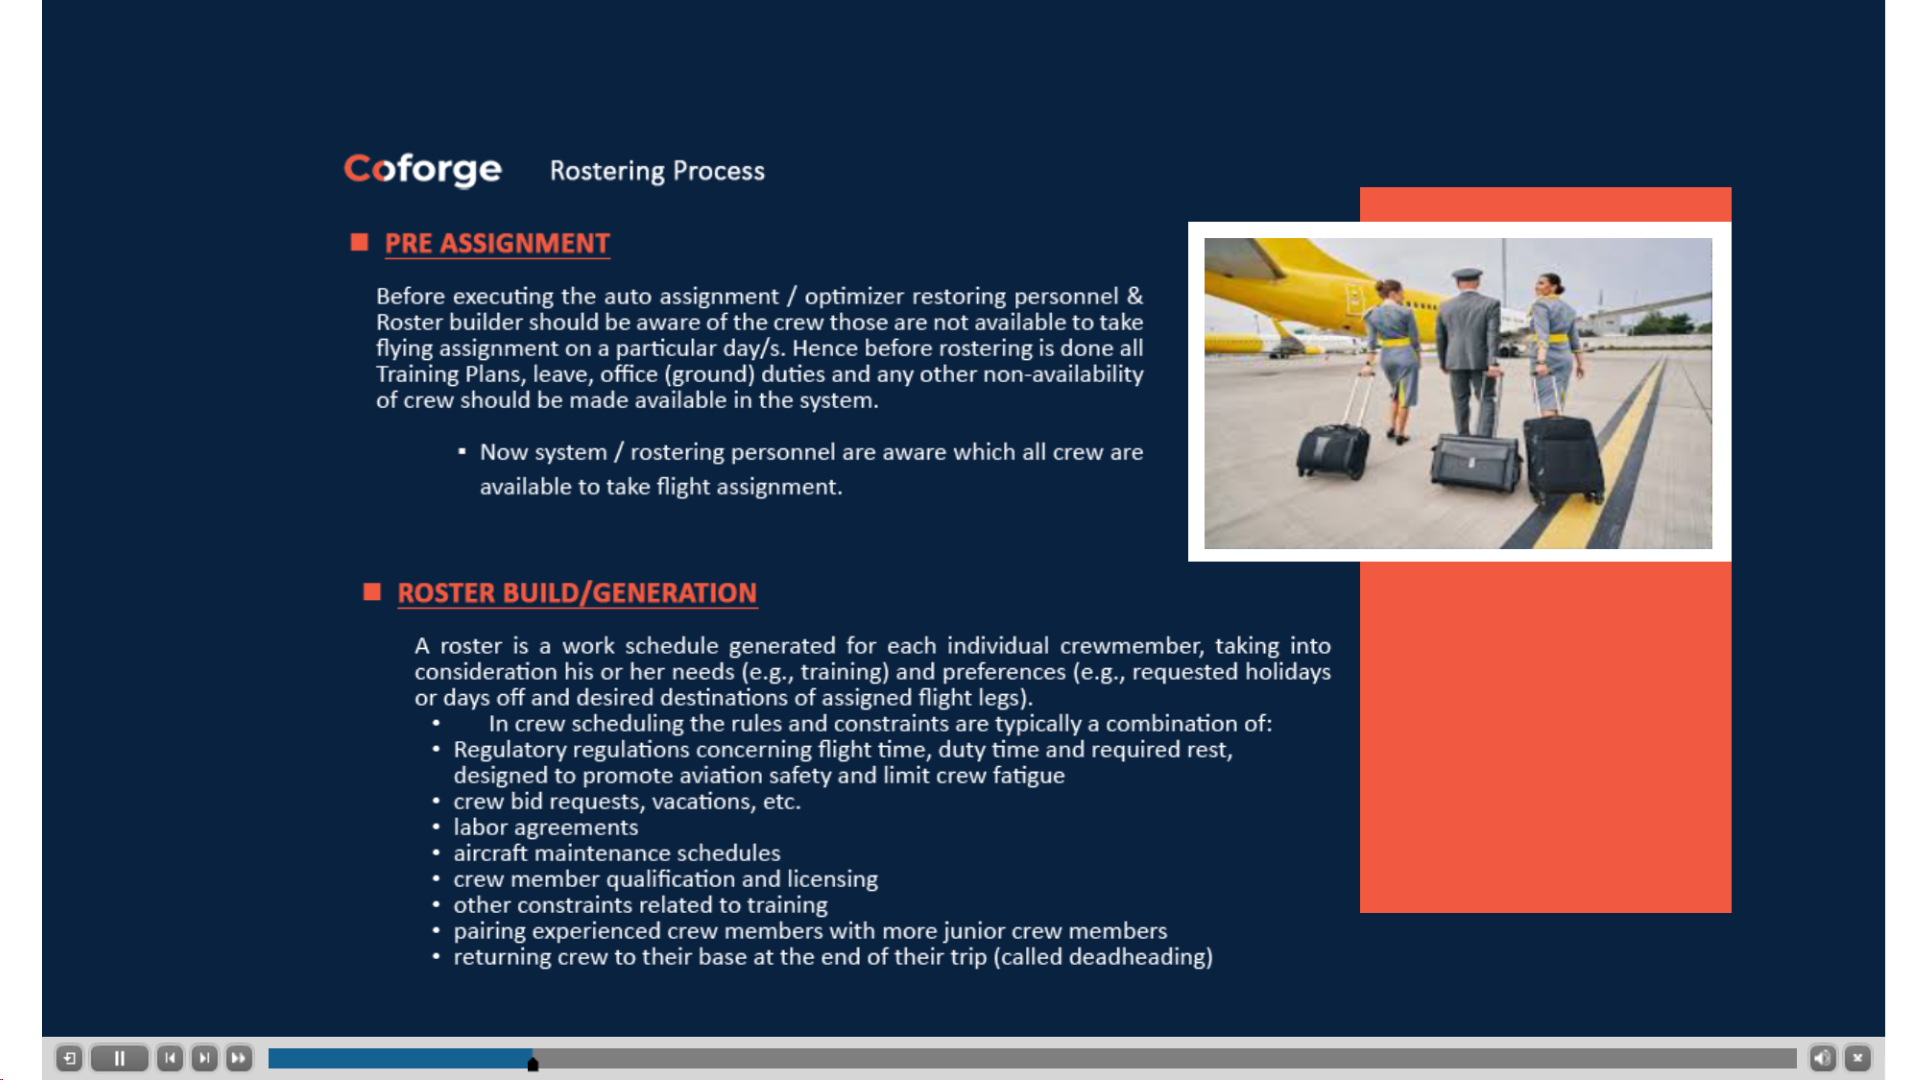 Coforge Rostering Process
PRE ASSIGNMENT
Before executing the auto assignment / optimizer restoring personnel &
Roster builder should be aware of the crew those are not available to take
flying assignment on a particular day/s. Hence before rostering is done all
Training Plans, leave, office (ground) duties and any other non-availability
of crew should be made available in the system.
▪ Now system / rostering personnel are aware which all crew are
available to take flight assignment.
ROSTER BUILD/GENERATION
A roster is a work schedule generated for each individual crewmember, taking into
consideration his or her needs (e.g., training) and preferences (e.g., requested holidays
or days off and desired destinations of assigned flight legs).
• In crew scheduling the rules and constraints are typically a combination of:
• Regulatory regulations concerning flight time, duty time and required rest,
designed to promote aviation safety and limit crew fatigue
• crew bid requests, vacations, etc.
• labor agreements
• aircraft maintenance schedules
• crew member qualification and licensing
• other constraints related to training
• pairing experienced crew members with more junior crew members
• returning crew to their base at the end of their trip (called deadheading)